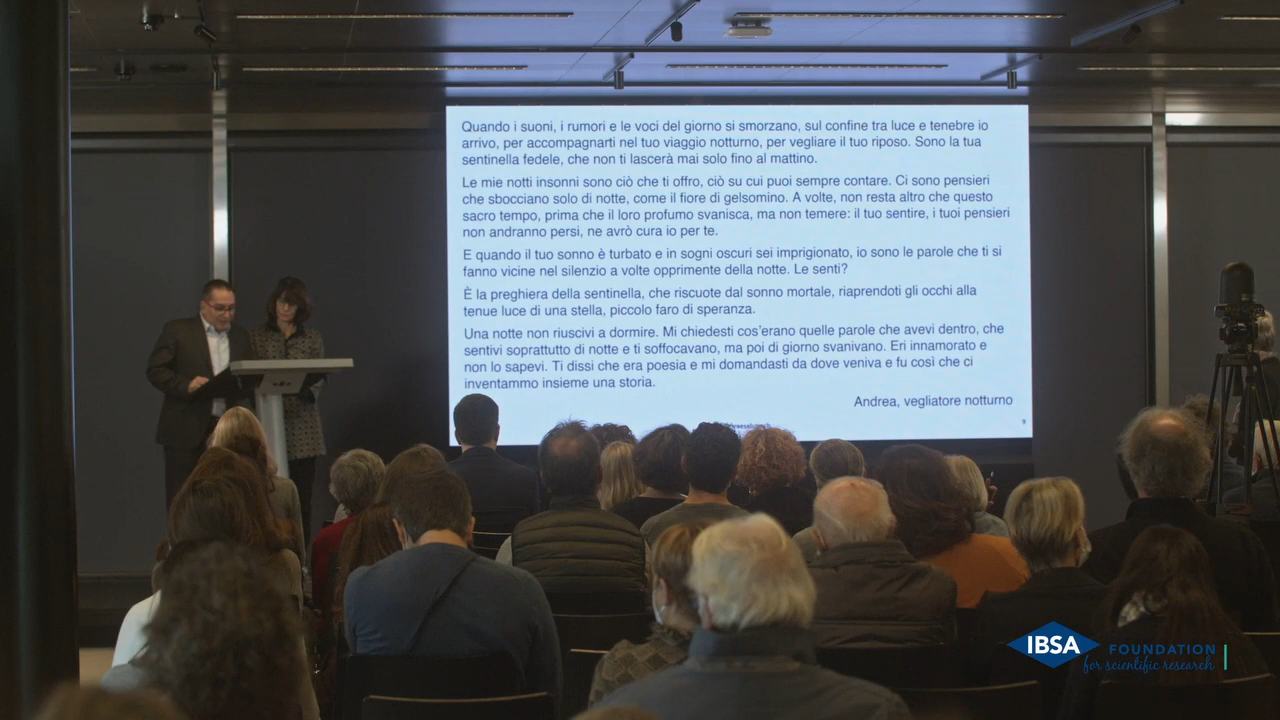 Quando i suoni, i rumori e le voci del giorno si smorzano, sul confine tra luce e tenebre io
arrivo, per accompagnarti nel tuo viaggio notturno, per vegliare il tuo riposo. Sono la tua
sentinella fedele, che non ti lascerà mai solo fino al mattino.
Le mie notti insonni sono ciò che ti offro, ciò su cui puoi sempre contare. Ci sono pensieri
che sbocciano solo di notte, come il fiore di gelsomino. A volte, non resta altro che questo
sacro tempo, prima che il loro profumo svanisca, ma non temere: il tuo sentire, i tuoi pensieri
non andranno persi, ne avrò cura io per te.
E quando il tuo sonno è turbato e in sogni oscuri sei imprigionato, io sono le parole che ti si
fanno vicine nel silenzio a volte opprimente della notte. Le senti?
È la preghiera della sentinella, che riscuote dal sonno mortale, riaprendoti gli occhi alla
tenue luce di una stella, piccolo faro di speranza.
Una notte non riuscivi a dormire. Mi chiedesti cos'erano quelle parole che avevi dentro, che
sentivi soprattutto di notte e ti soffocavano, ma poi di giorno svanivano. Eri innamorato e
non lo sapevi. Ti dissi che era poesia e mi domandasti da dove veniva e fu così che ci
inventammo insieme una storia.
Andrea, vegliatore notturno
9
IBSA FOUNDATION
for scientific research